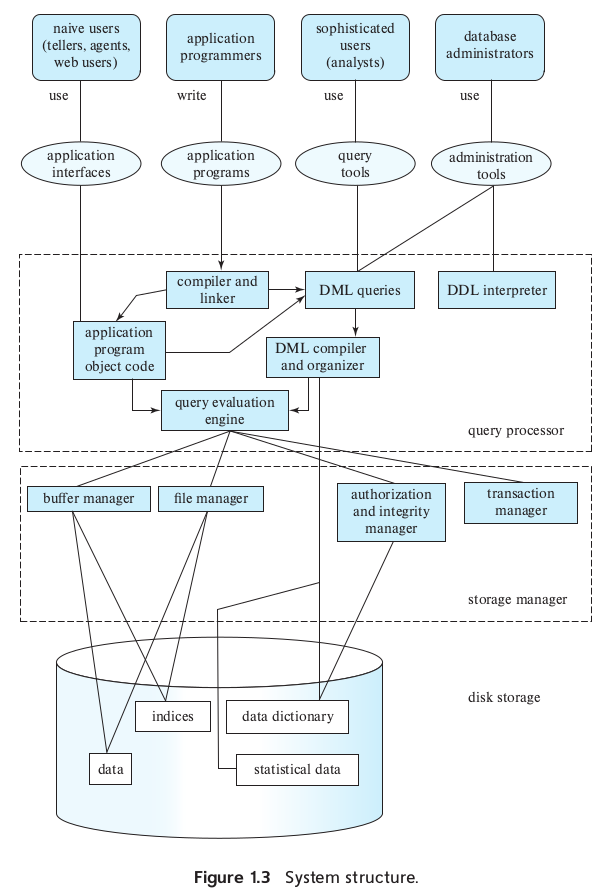 naive users
(tellers, agents,
web users)
application
programmers
sophisticated
users
(analysts)
database
administrators
use
write
use
use
application
interfaces
application
programs
query
tools
administration
tools
compiler and
linker
DML queries
DDL interpreter
application
program
object code
DML compiler
and organizer
query evaluation
engine
query processor
buffer manager
file manager
authorization
and integrity
manager
transaction
manager
storage manager
disk storage
indices
data dictionary
data
statistical data
Figure 1.3 System structure.